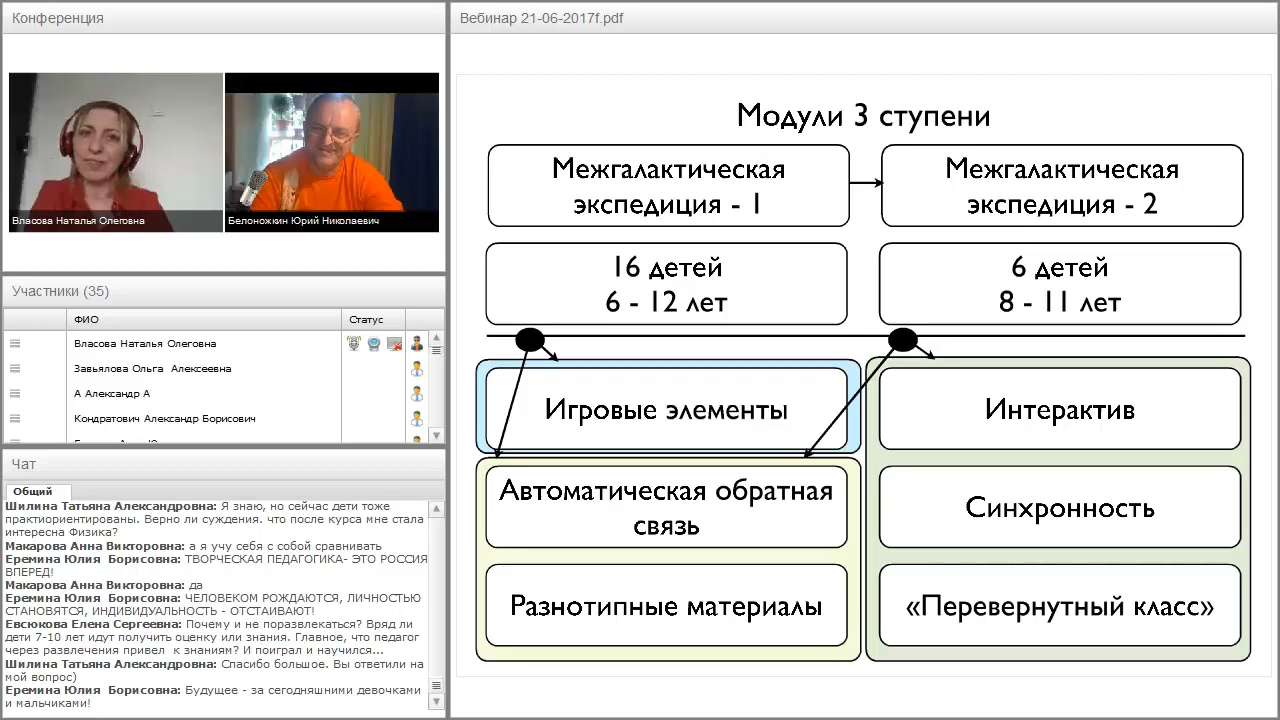 Конференция
Власова Наталья Олеговна
Белоножкин Юрий Николаевич
Участники (35)
ФИО
Статус
Власова Наталья Олеговна
Завьялова Ольга Алексеевна
А Александр А
Кондратович Александр Борисович
Чат
Общий
Шилина Татьяна Александровна: Я знаю, но сейчас дети тоже
практиориентированы. Верно ли суждения. что после курса мне стала
интересна Физика?
Макарова Анна Викторовна: а я учу себя с собой сравнивать
Еремина Юлия Борисовна: ТВОРЧЕСКАЯ ПЕДАГОГИКА- ЭТО РОССИЯ
ВПЕРЕД!
Макарова Анна Викторовна: да
Еремина Юлия Борисовна: ЧЕЛОВЕКОМ РОЖДАЮТСЯ, ЛИЧНОСТЬЮ
СТАНОВЯТСЯ, ИНДИВИДУАЛЬНОСТЬ - ОТСТАИВАЮТ!
Евсюкова Елена Сергеевна: Почему и не поразвлекаться? Вряд ли
дети 7-10 лет идут получить оценку или знания. Главное, что педагог
через развлечения привел к знаниям? И поиграл и научился...
Шилина Татьяна Александровна: Спасибо большое. Вы ответили на
мой вопрос)
Еремина Юлия Борисовна: Будущее - за сегодняшними девочками
и мальчиками!
Вебинар 21-06-2017f.pdf
Модули 3 ступени
Межгалактическая
экспедиция - 1
Межгалактическая
экспедиция - 2
16 детей
6 - 12 лет
6 детей
8 - 11 лет
Игровые элементы
Интерактив
Автоматическая обратная
связь
Синхронность
Разнотипные материалы
«Перевернутный класс»